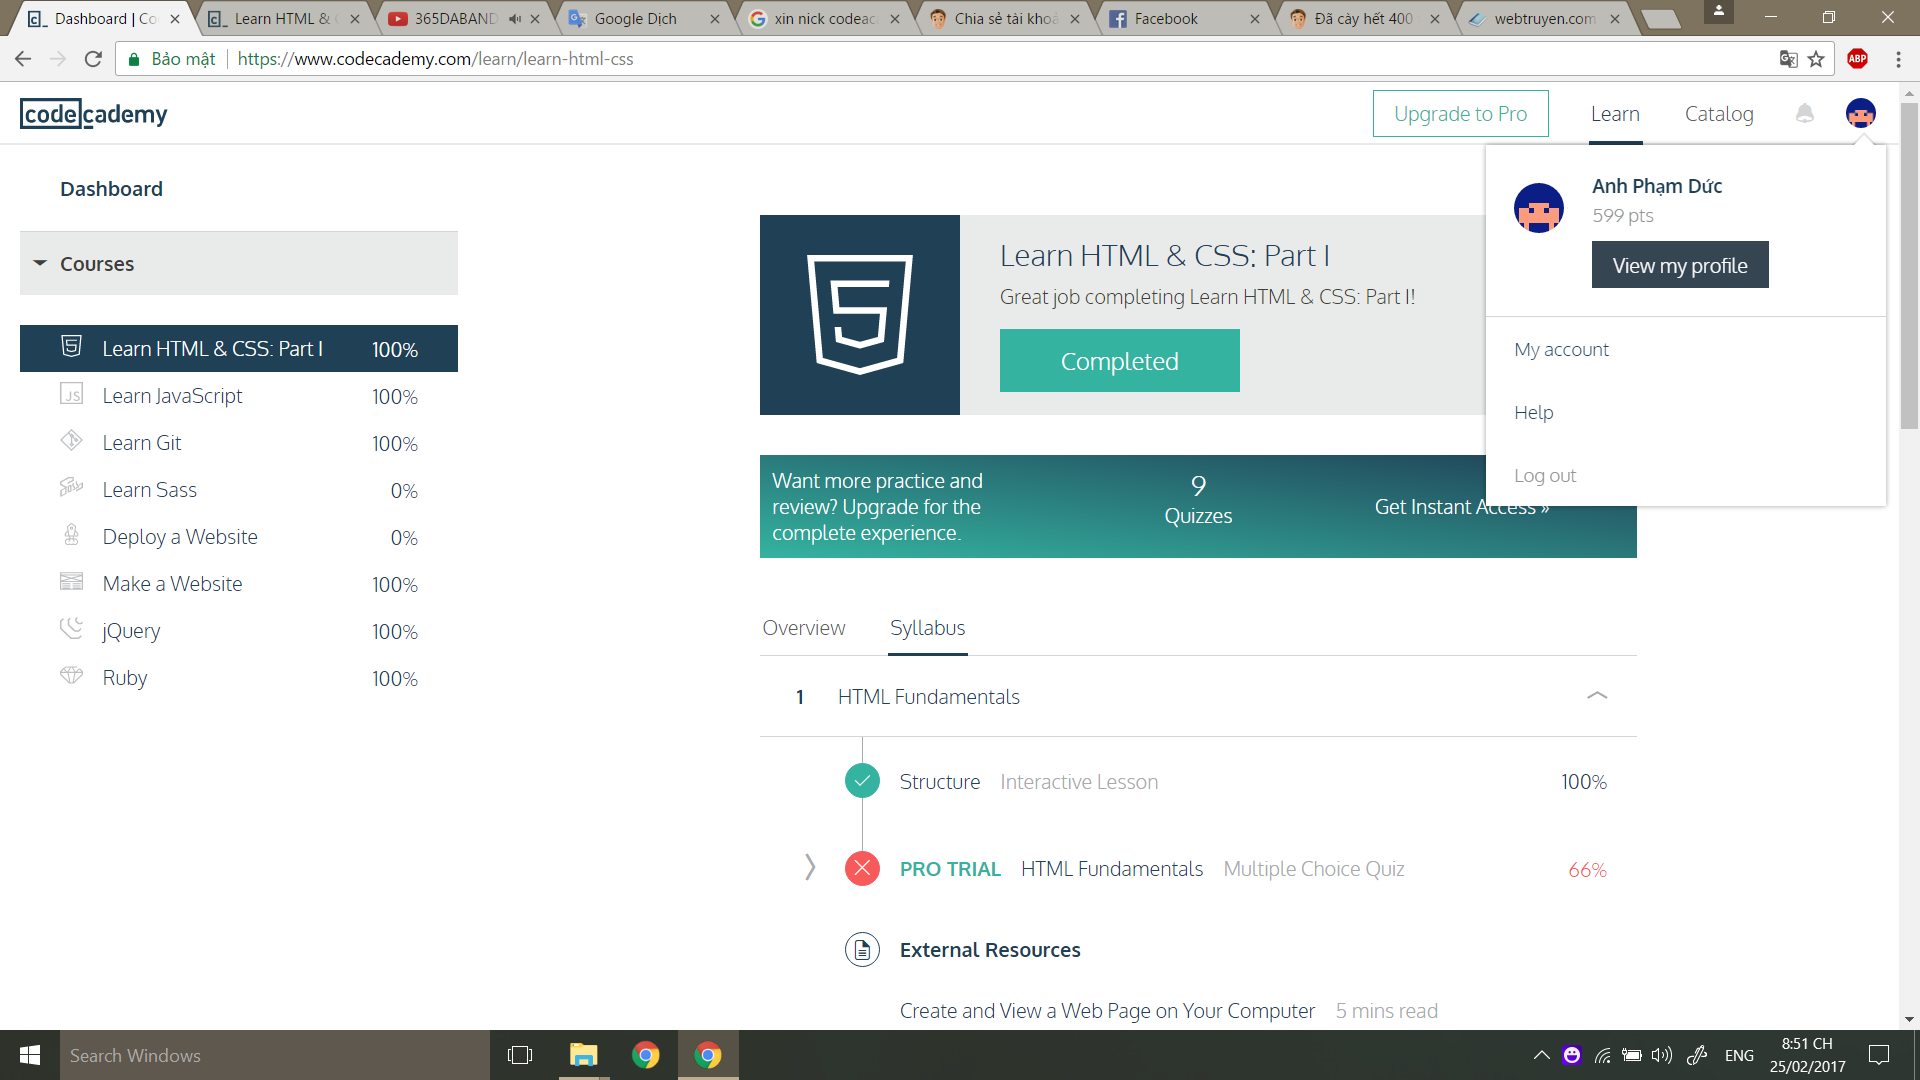 Dashboard | Co
Learn HTML & C
365DABAND
Google Dịch
xin nick codeaca
Chia sẻ tài khoả
Facebook
Đã cày hết 400
webtruyen.com
Bảo mật
https://www.codecademy.com/learn/learn-html-css
ABP
codecademy
Upgrade to Pro
Learn
Catalog
Dashboard
Anh Phạm Dức
599 pts
View my profile
My account
Help
Log out
Courses
Learn HTML & CSS: Part I 100%
JS Learn JavaScript 100%
Learn Git 100%
Learn Sass 0%
Deploy a Website 0%
Make a Website 100%
jQuery 100%
Ruby 100%
Learn HTML & CSS: Part I
Great job completing Learn HTML & CSS: Part I!
Completed
Want more practice and
review? Upgrade for the
complete experience.
9
Quizzes
Get Instant Access »
Overview Syllabus
1 HTML Fundamentals
Structure Interactive Lesson 100%
PRO TRIAL HTML Fundamentals Multiple Choice Quiz 66%
External Resources
Create and View a Web Page on Your Computer 5 mins read
Search Windows
ENG
8:51 CH
25/02/2017